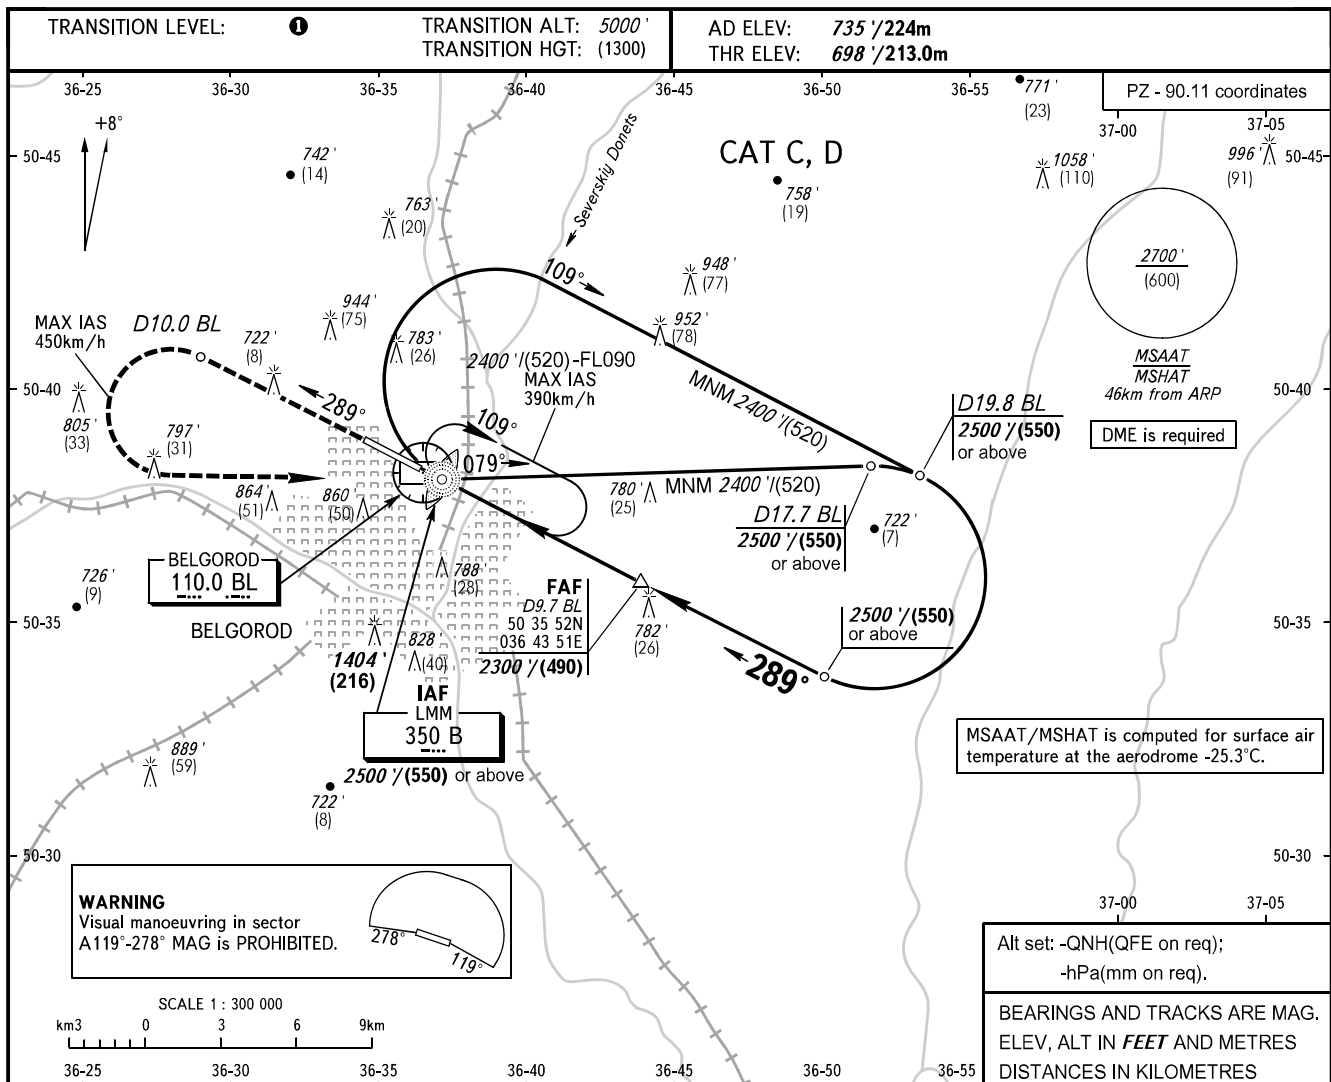 TRANSITION LEVEL: 1
TRANSITION ALT: 5000 '
TRANSITION HGT: (1300)
AD ELEV: 735 '/224m
THR ELEV: 698 '/213.0m
36-25 36-30 36-35 36-40 36-45 36-50 36-55
771 '
(23)
PZ - 90.11 coordinates
37-00 37-05
+8°
50-45
742 '
(14)
763 '
(20)
Severskiy Donets
CAT C, D
758 '
(19)
1058 '
(110)
996 '
(91)
50-45
2700 '
(600)
MSAAT
MSHAT
46km from ARP
DME is required
109°
948 '
(77)
952 '
(78)
944 '
(75)
783 '
(26)
MAX IAS
450km/h
D10.0 BL
722 '
(8)
2400 '/(520)-FL090
MAX IAS
390km/h
MNM 2400 '/(520)
50-40
50-40
805 '
(33)
797 '
(31)
289°
109°
079°
D19.8 BL
2500 '/(550)
or above
864 '
(51)
860 '
(50)
780 '
(25)
MNM 2400 '/(520)
D17.7 BL
2500 '/(550)
or above
722 '
(7)
BELGOROD
110.0 BL
726 '
(9)
788 '
(28)
FAF
D9.7 BL
50 35 52N
036 43 51E
2300 '/(490)
782 '
(26)
2500 '/(550)
or above
50-35
50-35
BELGOROD
1404 '
(216)
828 '
(40)
289°
IAF
LMM
350 B
2500 '/(550) or above
889 '
(59)
722 '
(8)
MSAAT/MSHAT is computed for surface air
temperature at the aerodrome -25.3°C.
50-30
50-30
WARNING
Visual manoeuvring in sector
A119°-278° MAG is PROHIBITED.
278°
119°
37-00 37-05
Alt set: -QNH(QFE on req);
-hPa(mm on req).
SCALE 1 : 300 000
km3 0 3 6 9km
BEARINGS AND TRACKS ARE MAG.
ELEV, ALT IN FEET AND METRES
DISTANCES IN KILOMETRES
36-25 36-30 36-35 36-40 36-45 36-50 36-55